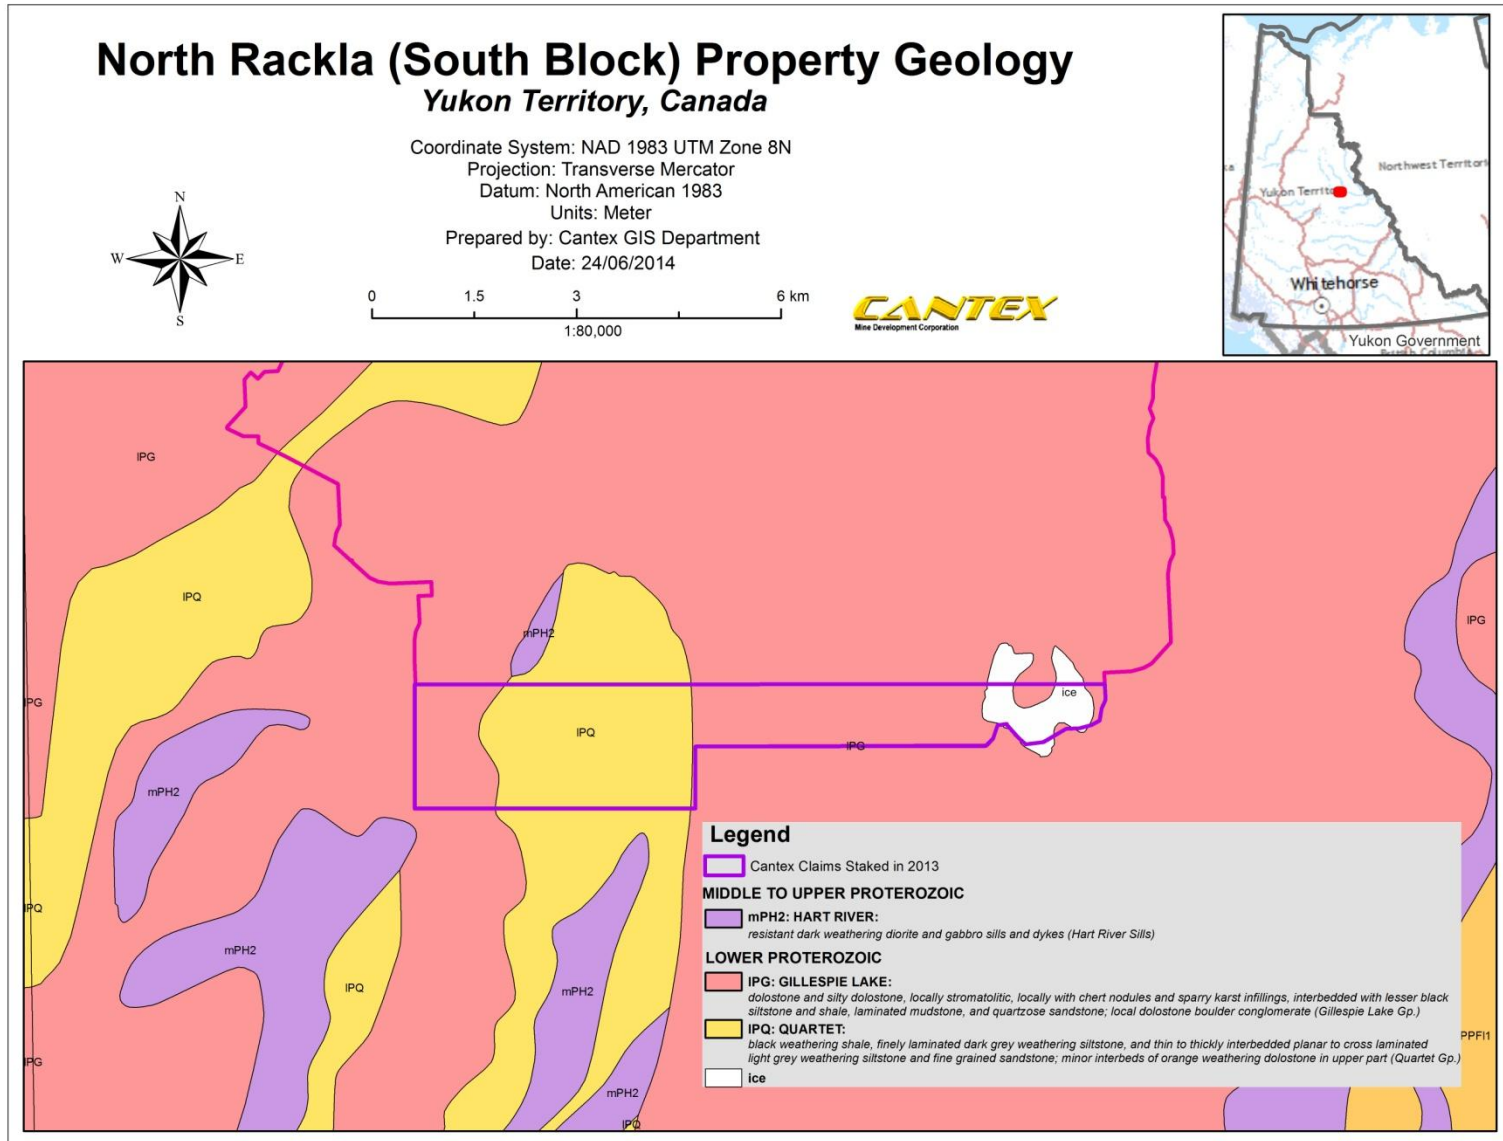 North Rackla (South Block) Property Geology
Yukon Territory, Canada
Coordinate System: NAD 1983 UTM Zone 8N
Projection: Transverse Mercator
Datum: North American 1983
Units: Meter
Prepared by: Cantex GIS Department
Date: 24/06/2014
N
W E
S
0 1.5 3 6 km
1:80,000
CANTEX
Mine Development Corporation
Northwest Territori
Yukon Territo
Whitehorse
Yukon Government
lPG
lPQ
mPH2
lPG
lPG
ice
lPQ
lPG
mPH2
lPQ
mPH2
lPQ
mPH2
lPG
mPH2
lPQ
PPFl1
Legend
Cantex Claims Staked in 2013
MIDDLE TO UPPER PROTEROZOIC
mPH2: HART RIVER:
resistant dark weathering diorite and gabbro sills and dykes (Hart River Sills)
LOWER PROTEROZOIC
lPG: GILLESPIE LAKE:
dolostone and silty dolostone, locally stromatolitic, locally with chert nodules and sparry karst infillings, interbedded with lesser black
siltstone and shale, laminated mudstone, and quartzose sandstone; local dolostone boulder conglomerate (Gillespie Lake Gp.)
lPQ: QUARTET:
black weathering shale, finely laminated dark grey weathering siltstone, and thin to thickly interbedded planar to cross laminated
light grey weathering siltstone and fine grained sandstone; minor interbeds of orange weathering dolostone in upper part (Quartet Gp.)
ice